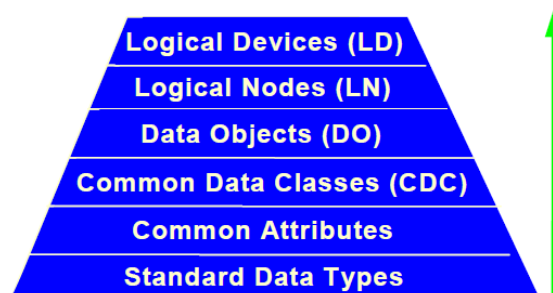 Logical Devices (LD)
Logical Nodes (LN)
Data Objects (DO)
Common Data Classes (CDC)
Common Attributes
Standard Data Types